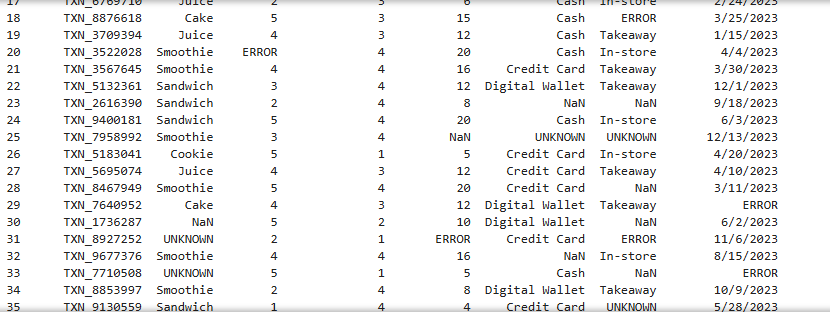 17 TXN_6769710 Juice 2 3 6 Cash In-store 2/24/2023
18 TXN_8876618 Cake 5 3 15 Cash ERROR 3/25/2023
19 TXN_3709394 Juice 4 3 12 Cash Takeaway 1/15/2023
20 TXN_3522028 Smoothie ERROR 4 20 Cash In-store 4/4/2023
21 TXN_3567645 Smoothie 4 4 16 Credit Card Takeaway 3/30/2023
22 TXN_5132361 Sandwich 3 4 12 Digital Wallet Takeaway 12/1/2023
23 TXN_2616390 Sandwich 2 4 8 NaN NaN 9/18/2023
24 TXN_9400181 Sandwich 5 4 20 Cash In-store 6/3/2023
25 TXN_7958992 Smoothie 3 4 NaN UNKNOWN UNKNOWN 12/13/2023
26 TXN_5183041 Cookie 5 1 5 Credit Card In-store 4/20/2023
27 TXN_5695074 Juice 4 3 12 Credit Card Takeaway 4/10/2023
28 TXN_8467949 Smoothie 5 4 20 Credit Card NaN 3/11/2023
29 TXN_7640952 Cake 4 3 12 Digital Wallet Takeaway ERROR
30 TXN_1736287 NaN 5 2 10 Digital Wallet NaN 6/2/2023
31 TXN_8927252 UNKNOWN 2 1 ERROR Credit Card ERROR 11/6/2023
32 TXN_9677376 Smoothie 4 4 16 NaN In-store 8/15/2023
33 TXN_7710508 UNKNOWN 5 1 5 Cash NaN ERROR
34 TXN_8853997 Smoothie 2 4 8 Digital Wallet Takeaway 10/9/2023
35 TXN_9130559 Sandwich 1 4 4 Credit Card UNKNOWN 5/28/2023